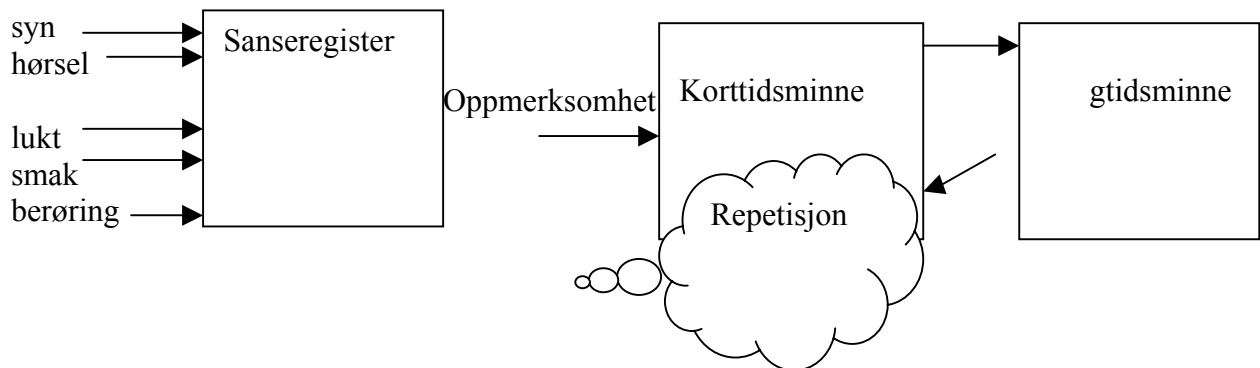 syn
hørsel
lukt
smak
berøring
Sanseregister
Oppmerksomhet
Korttidsminne
Repetisjon
gtidsminne